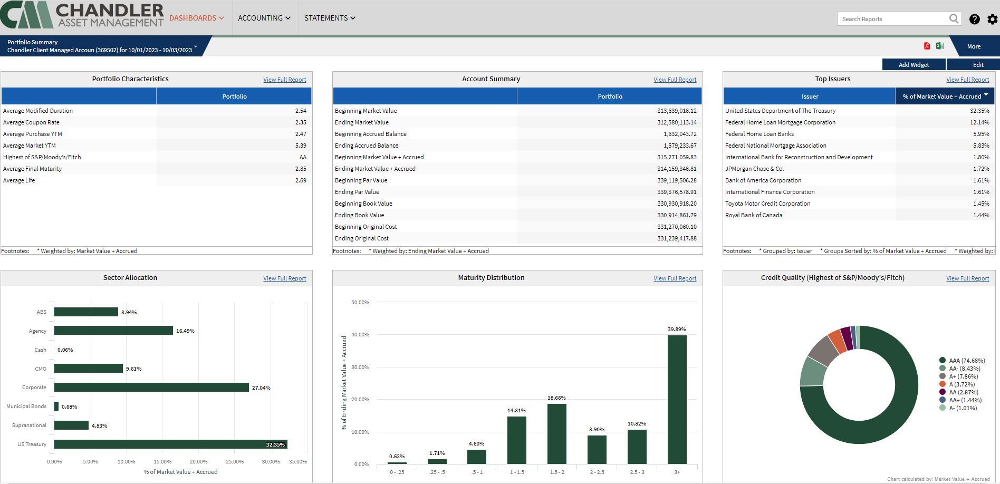 CHANDLER
ASSET MANAGEMENT
DASHBOARDS
ACCOUNTING
STATEMENTS
Search Reports
Portfolio Summary
Chandler Client Managed Accoun (369502) for 10/01/2023 - 10/03/2023
More
Add Widget
Edit
Portfolio Characteristics
View Full Report
Portfolio
Average Modified Duration 2.54
Average Coupon Rate 2.35
Average Purchase YTM 2.47
Average Market YTM 5.39
Highest of S&P/Moody's/Fitch AA
Average Final Maturity 2.85
Average Life 2.69
Footnotes: * Weighted by: Market Value + Accrued
Account Summary
View Full Report
Portfolio
Beginning Market Value 313,639,016.12
Ending Market Value 312,580,113.14
Beginning Accrued Balance 1,632,043.72
Ending Accrued Balance 1,579,233.67
Beginning Market Value + Accrued 315,271,059.83
Ending Market Value + Accrued 314,159,346.81
Beginning Par Value 339,119,506.28
Ending Par Value 339,376,578.91
Beginning Book Value 330,930,918.20
Ending Book Value 330,914,861.79
Beginning Original Cost 331,270,060.10
Ending Original Cost 331,239,417.88
Footnotes: * Weighted by: Ending Market Value + Accrued
Top Issuers
View Full Report
Issuer % of Market Value + Accrued
United States Department of The Treasury 32.35%
Federal Home Loan Mortgage Corporation 12.14%
Federal Home Loan Banks 5.95%
Federal National Mortgage Association 5.83%
International Bank for Reconstruction and Development 1.80%
JPMorgan Chase & Co. 1.72%
Bank of America Corporation 1.61%
International Finance Corporation 1.61%
Toyota Motor Credit Corporation 1.45%
Royal Bank of Canada 1.44%
Footnotes: * Grouped by: Issuer * Groups Sorted by: % of Market Value + Accrued * Weighted by:
Sector Allocation
View Full Report
ABS 8.94%
Agency 16.49%
Cash 0.06%
CMO 9.61%
Corporate 27.04%
Municipal Bonds 0.68%
Supranational 4.83%
US Treasury 32.35%
0.00% 5.00% 10.00% 15.00% 20.00% 25.00% 30.00% 35.00%
% of Market Value + Accrued
Maturity Distribution
View Full Report
% of Ending Market Value + Accrued
50.00%
40.00%
30.00%
20.00%
10.00%
0.00%
0.62%
1.71%
4.60%
14.81%
18.66%
8.90%
10.82%
39.89%
0 - .25 .25 - .5 .5 - 1 1 - 1.5 1.5 - 2 2 - 2.5 2.5 - 3 3+
Credit Quality (Highest of S&P/Moody's/Fitch)
View Full Report
AAA (74.68%)
AA- (8.43%)
A+ (7.86%)
A (3.72%)
AA (2.87%)
AA+ (1.44%)
A- (1.01%)
Chart calculated by: Market Value + Accrued